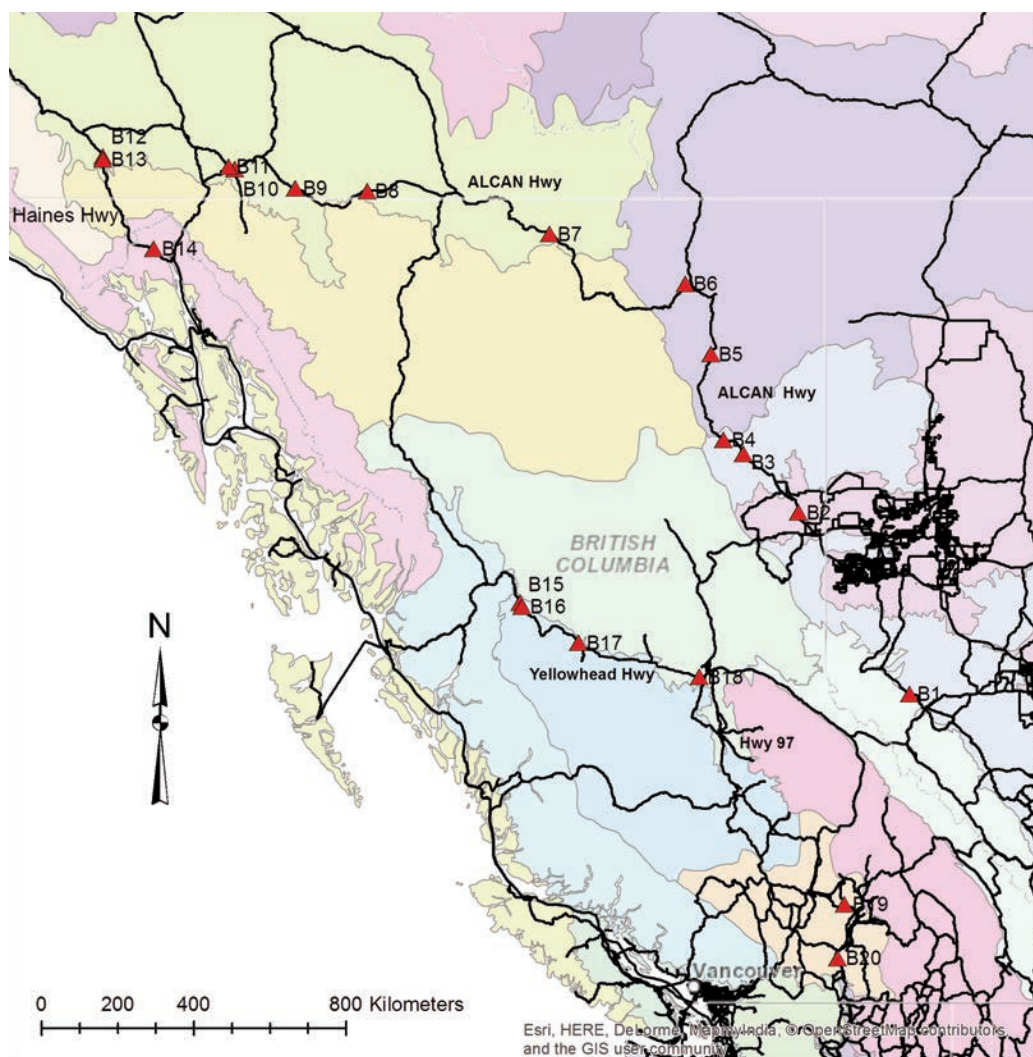 B12
B13
B11
B10
B9
B8
ALCAN Hwy
Haines Hwy
B14
B7
B6
B5
ALCAN Hwy
B4
B3
B2
BRITISH
COLUMBIA
B15
B16
B17
Yellowhead Hwy
B18
B1
N
Hwy 97
B19
B20
Vancouver
0 200 400 800 Kilometers
Esri, HERE, DeLorme, MapmyIndia, © OpenStreetMap contributors,
and the GIS user community